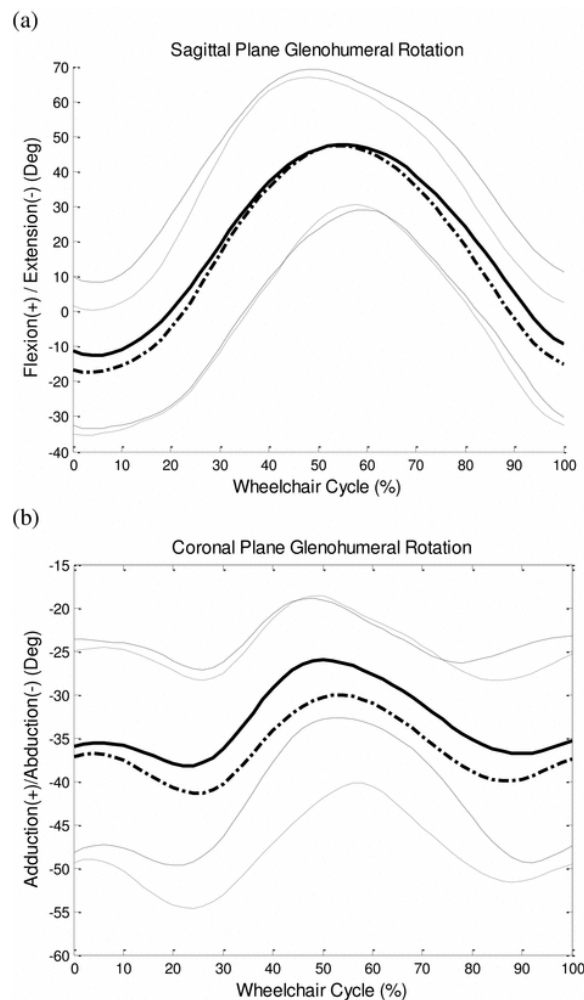 (a)
Sagittal Plane Glenohumeral Rotation
Flexion(+) / Extension(-) (Deg)
70
60
50
40
30
20
10
0
-10
-20
-30
-40
0 10 20 30 40 50 60 70 80 90 100
Wheelchair Cycle (%)
(b)
Coronal Plane Glenohumeral Rotation
Adduction(+)/Abduction(-) (Deg)
-15
-20
-25
-30
-35
-40
-45
-50
-55
-60
0 10 20 30 40 50 60 70 80 90 100
Wheelchair Cycle (%)